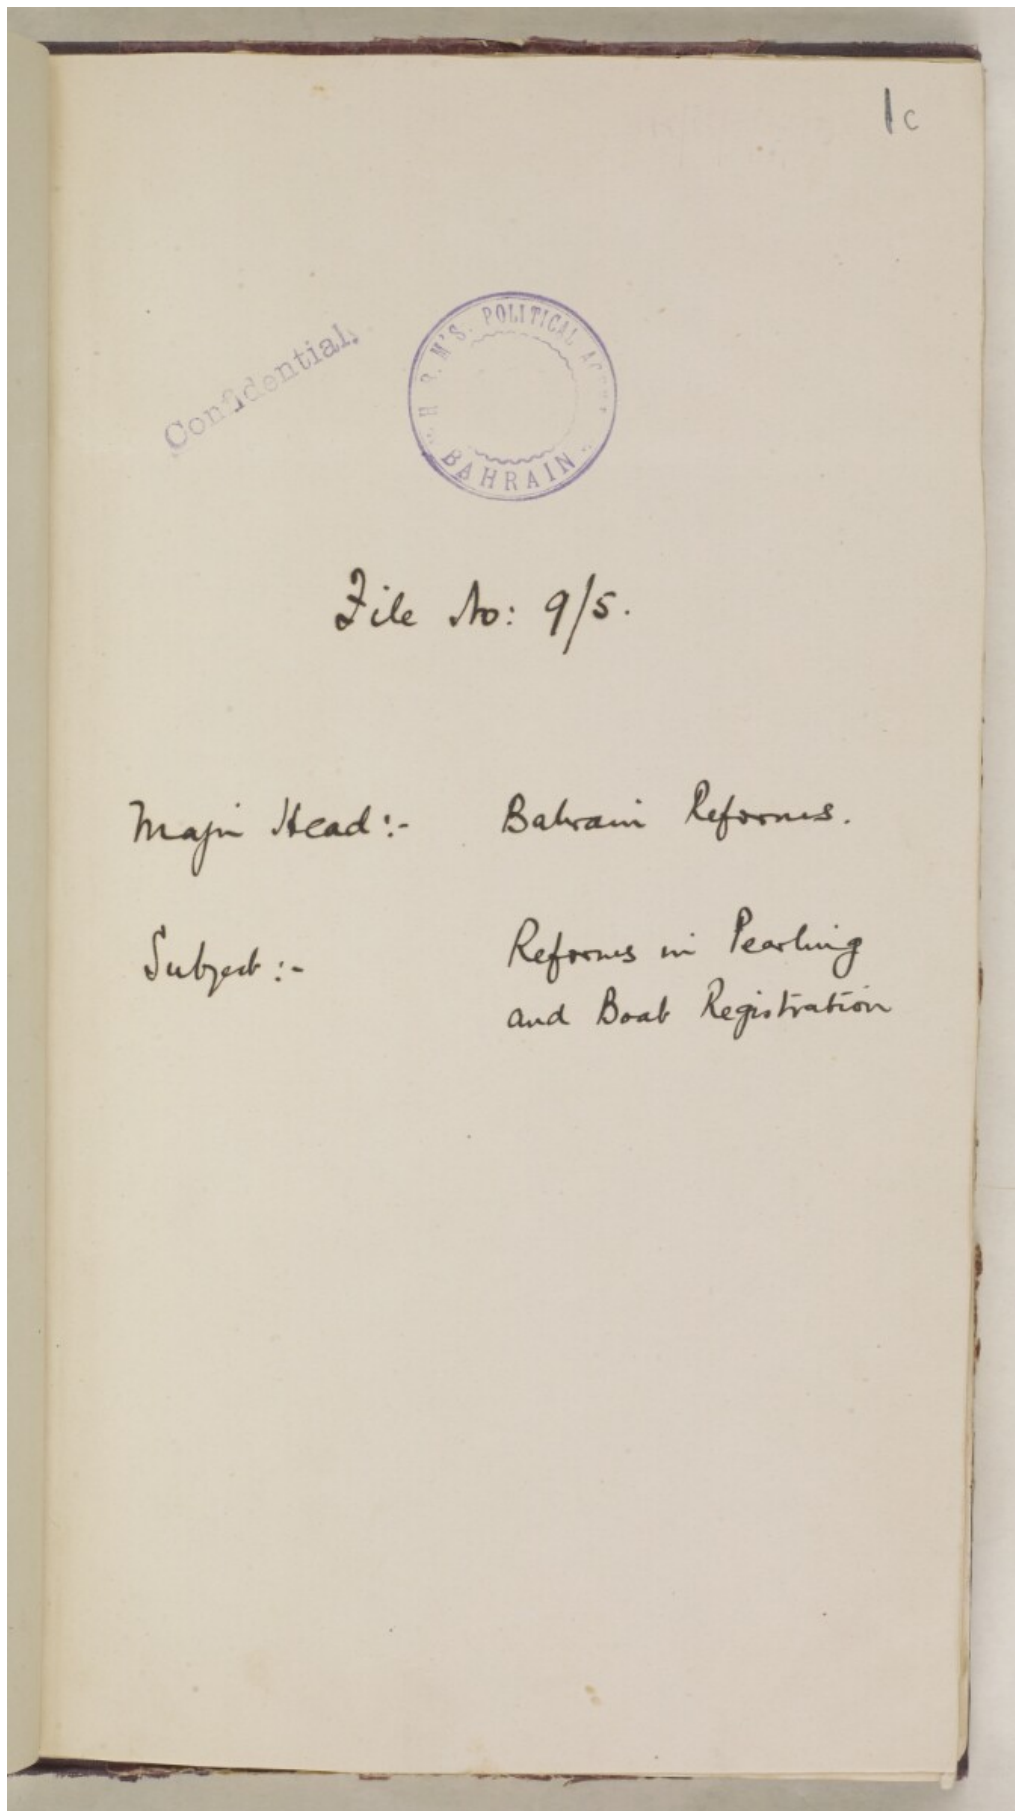 1c
Confidential.
H.B.M'S. POLITICAL
BAHRAIN
File No: 9/5.
Major Head:- Bahrain Reforms.
Subject:- Reforms in Pearling
and Boat Registration